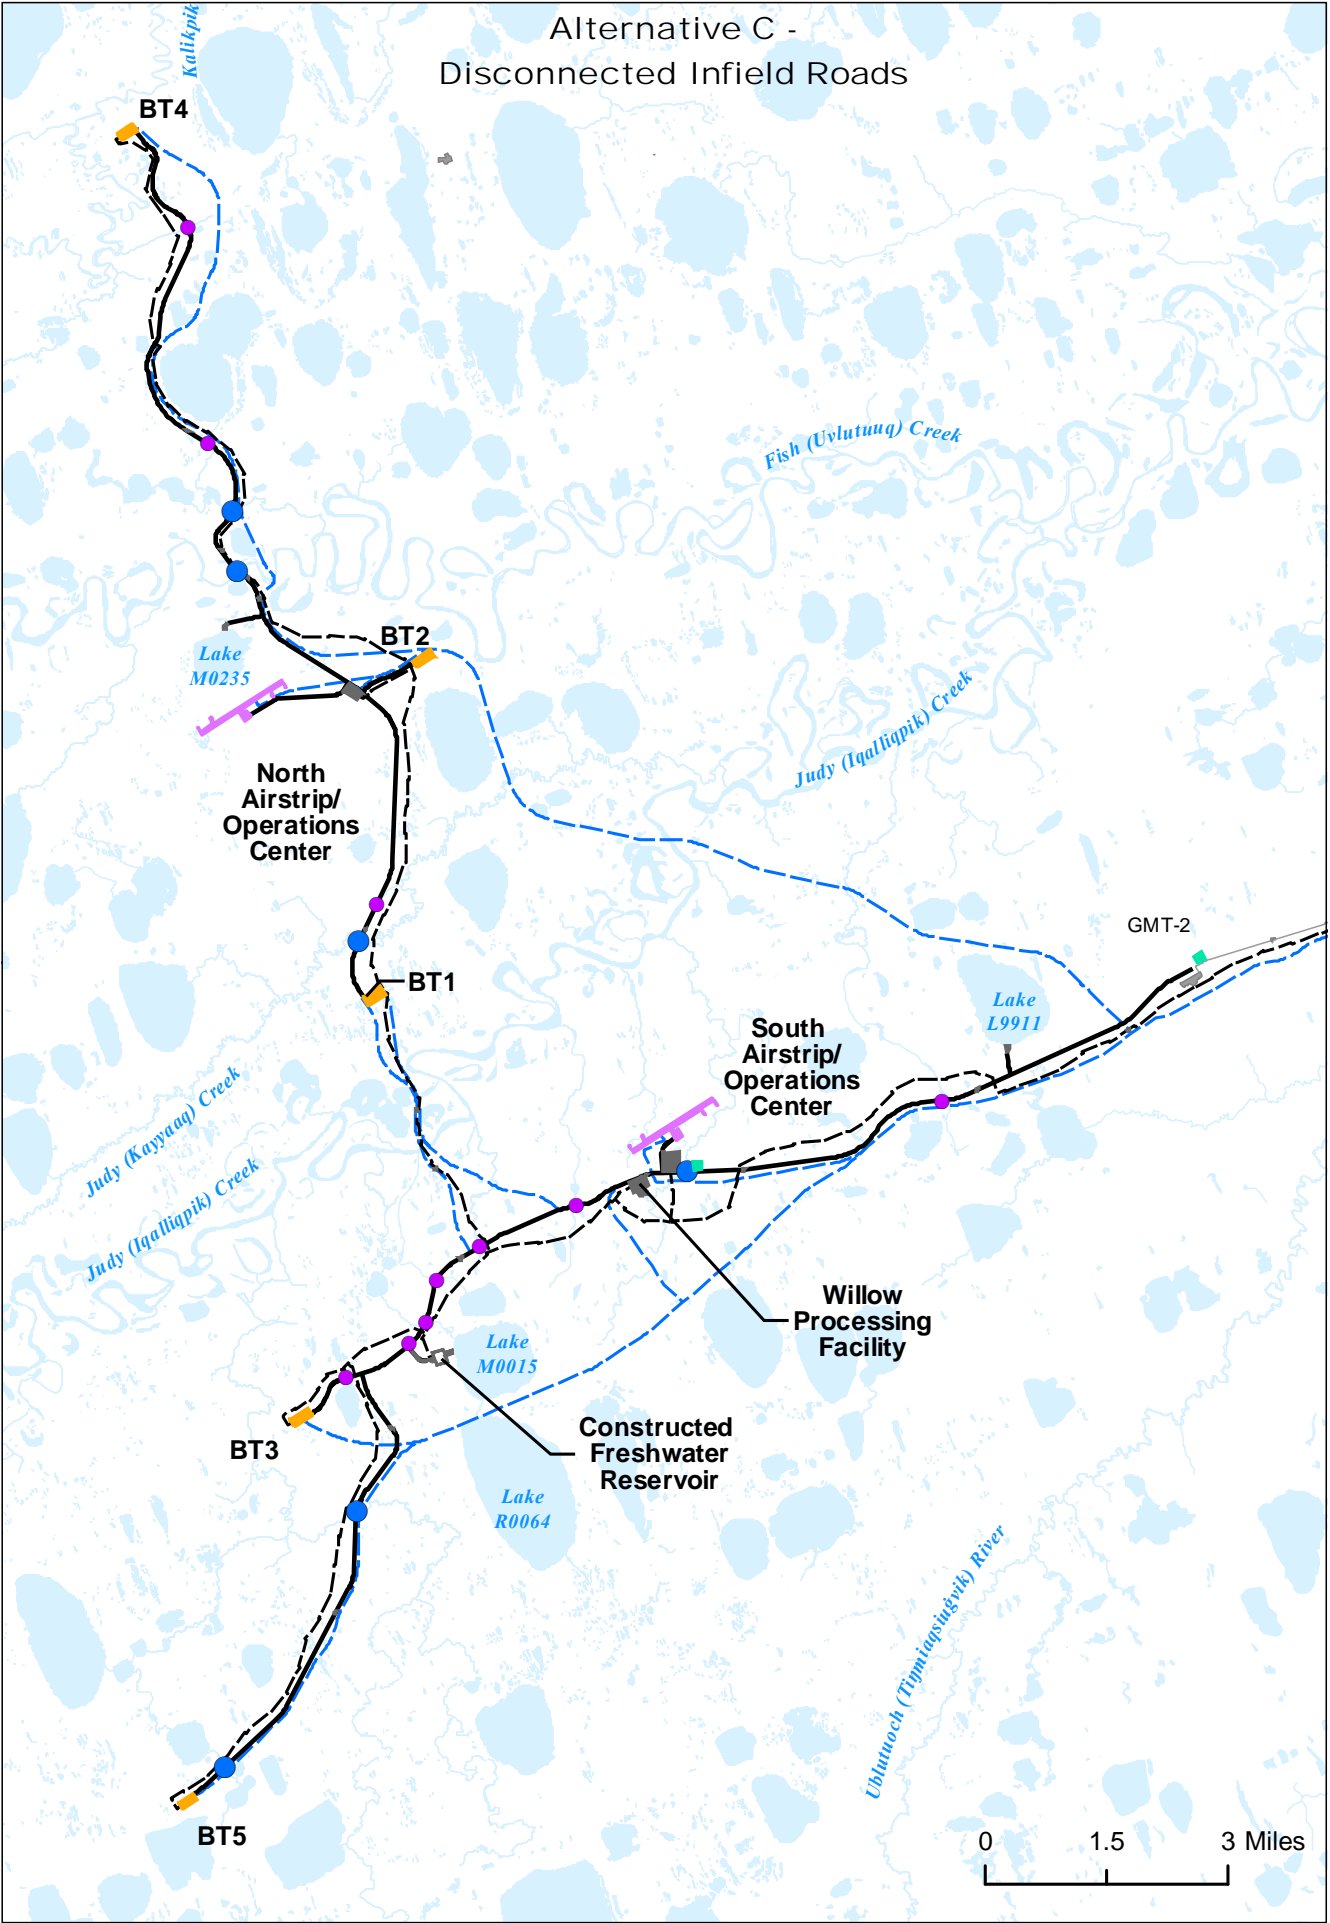 Alternative C -
Disconnected Infield Roads
Kalikpik
BT4
Fish (Uvlutuuq) Creek
BT2
Lake
M0235
Judy (Iqalliqpik) Creek
North
Airstrip/
Operations
Center
GMT-2
BT1
Lake
L9911
South
Airstrip/
Operations
Center
Judy (Kayyaaq) Creek
Judy (Iqalliqpik) Creek
Willow
Processing
Facility
Lake
M0015
Constructed
Freshwater
Reservoir
BT3
Lake
R0064
Ublutuoch (Tiŋmiaqsiuġvik) River
BT5
0 1.5 3 Miles